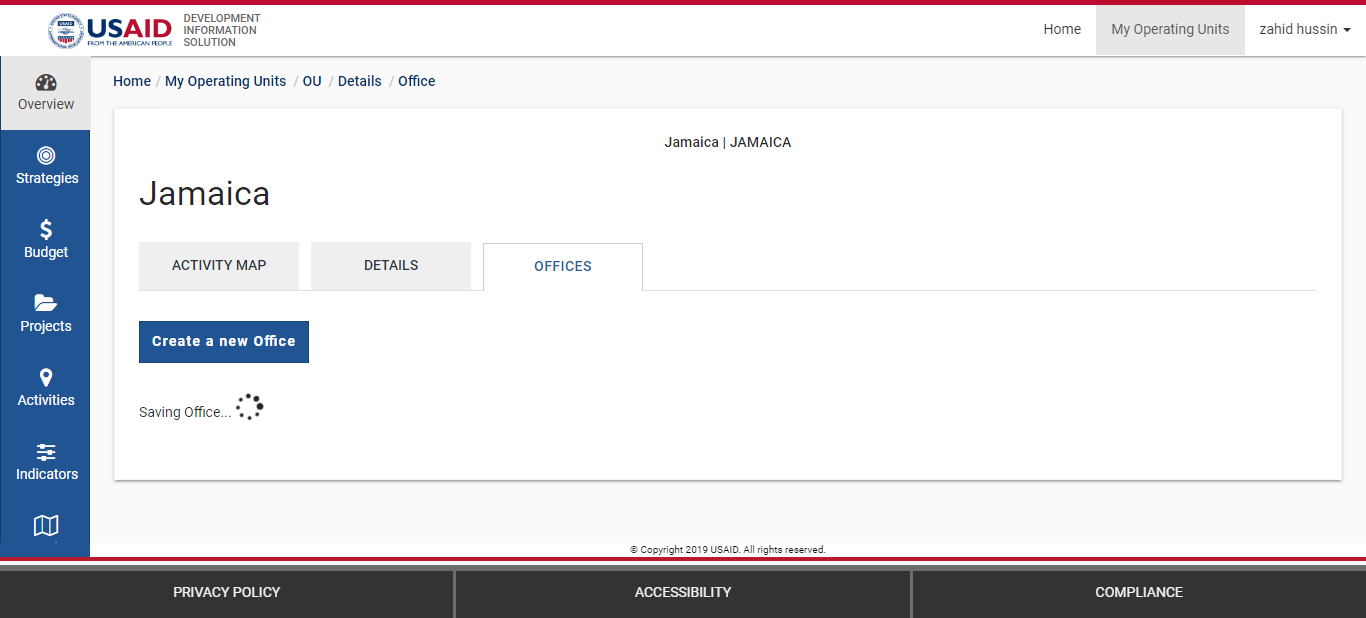 USAID
FROM THE AMERICAN PEOPLE
DEVELOPMENT
INFORMATION
SOLUTION
Home
My Operating Units
zahid hussin
Overview
Strategies
Budget
Projects
Activities
Indicators
Home / My Operating Units / OU / Details / Office
Jamaica | JAMAICA
Jamaica
ACTIVITY MAP
DETAILS
OFFICES
Create a new Office
Saving Office...
© Copyright 2019 USAID. All rights reserved.
PRIVACY POLICY
ACCESSIBILITY
COMPLIANCE